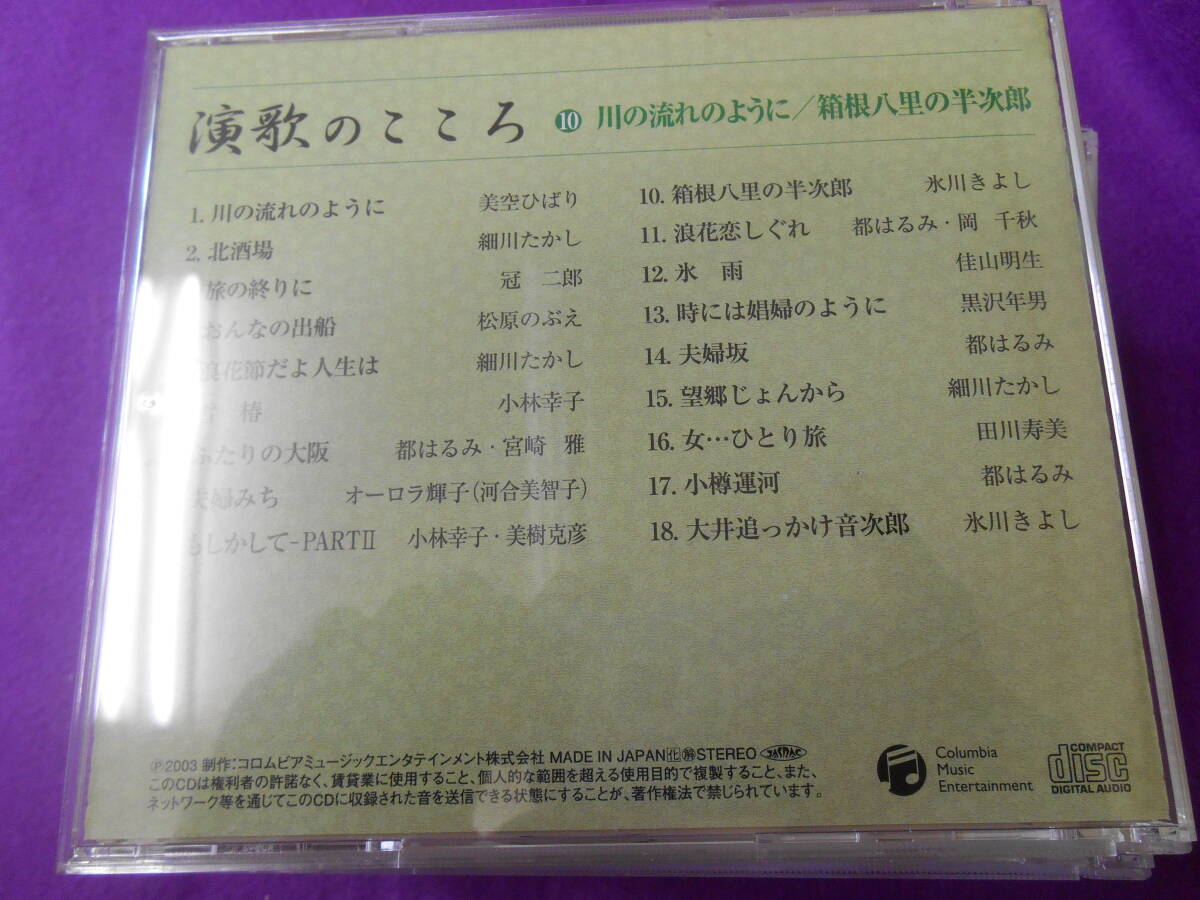 演歌のこころ ⑩ 川の流れのように／箱根八里の半次郎
1. 川の流れのように 美空ひばり
2. 北酒場 細川たかし
旅の終りに 冠 二郎
おんなの出船 松原のぶえ
浪花節だよ人生は 細川たかし
椿 小林幸子
ふたりの大阪 都はるみ・宮崎 雅
夫婦みち オーロラ輝子(河合美智子)
もしかして-PARTⅡ 小林幸子・美樹克彦
10. 箱根八里の半次郎 氷川きよし
11. 浪花恋しぐれ 都はるみ・岡 千秋
12. 氷 雨 佳山明生
13. 時には娼婦のように 黒沢年男
14. 夫婦坂 都はるみ
15. 望郷じょんから 細川たかし
16. 女…ひとり旅 田川寿美
17. 小樽運河 都はるみ
18. 大井追っかけ音次郎 氷川きよし
Ⓟ2003 制作：コロムビアミュージックエンタテインメント株式会社 MADE IN JAPAN 化 解 STEREO JASRAC
このCDは権利者の許諾なく、賃貸業に使用すること、個人的な範囲を超える使用目的で複製すること、また、
ネットワーク等を通じてこのCDに収録された音を送信できる状態にすることが、著作権法で禁じられています。
Columbia
Music
Entertainment
COMPACT
disc
DIGITAL AUDIO